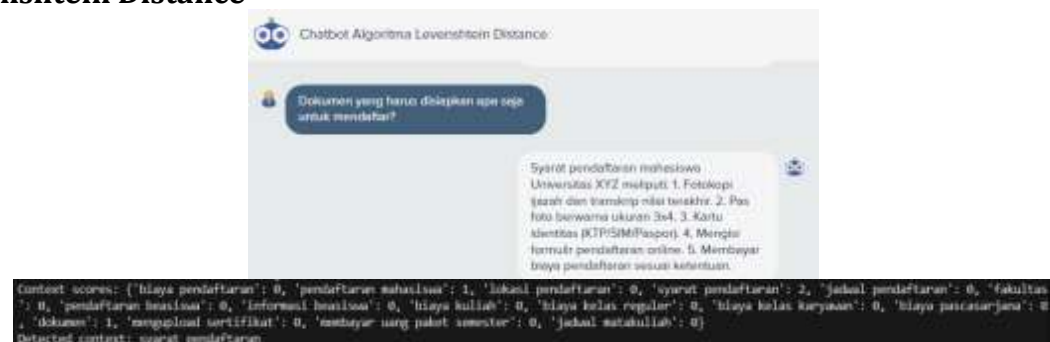 nshtein Distance
Chatbot Algoritma Levenshtein Distance
Dokumen yang harus disiapkan apa saja
untuk mendaftar?
Syarat pendaftaran mahasiswa
Universitas XYZ meliputi: 1. Fotokopi
ijazah dan transkrip nilai terakhir. 2. Pas
foto berwarna ukuran 3x4. 3. Kartu
identitas (KTP/SIM/Paspor). 4. Mengisi
formulir pendaftaran online. 5. Membayar
biaya pendaftaran sesuai ketentuan.
Context scores: {'biaya pendaftaran': 0, 'pendaftaran mahasiswa': 1, 'lokasi pendaftaran': 0, 'syarat pendaftaran': 2, 'jadwal pendaftaran': 0, 'fakultas
': 0, 'pendaftaran beasiswa': 0, 'informasi beasiswa': 0, 'biaya kuliah': 0, 'biaya kelas reguler': 0, 'biaya kelas karyawan': 0, 'biaya pascasarjana': 0
, 'dokumen': 1, 'mengupload sertifikat': 0, 'membayar uang paket semester': 0, 'jadwal matakuliah': 0}
Detected context: syarat pendaftaran